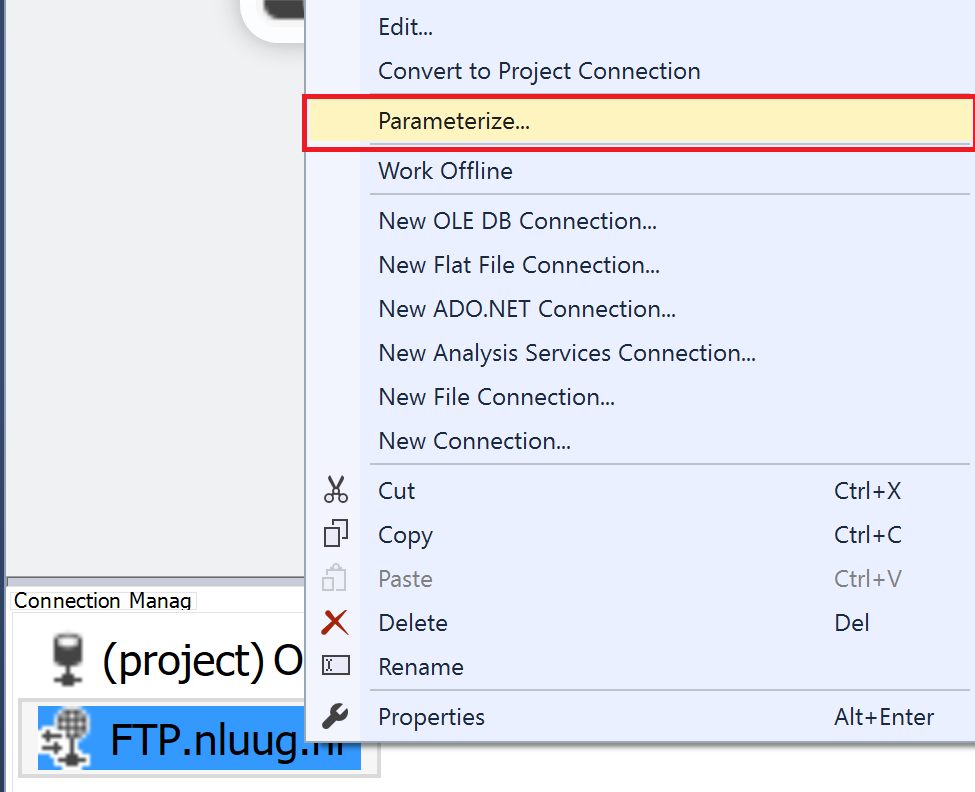 Edit...
Convert to Project Connection
Parameterize...
Work Offline
New OLE DB Connection...
New Flat File Connection...
New ADO.NET Connection...
New Analysis Services Connection...
New File Connection...
New Connection...
Cut Ctrl+X
Copy Ctrl+C
Paste Ctrl+V
Delete Del
Rename
Properties Alt+Enter
Connection Manag
(project) O
FTP.nluug.nl